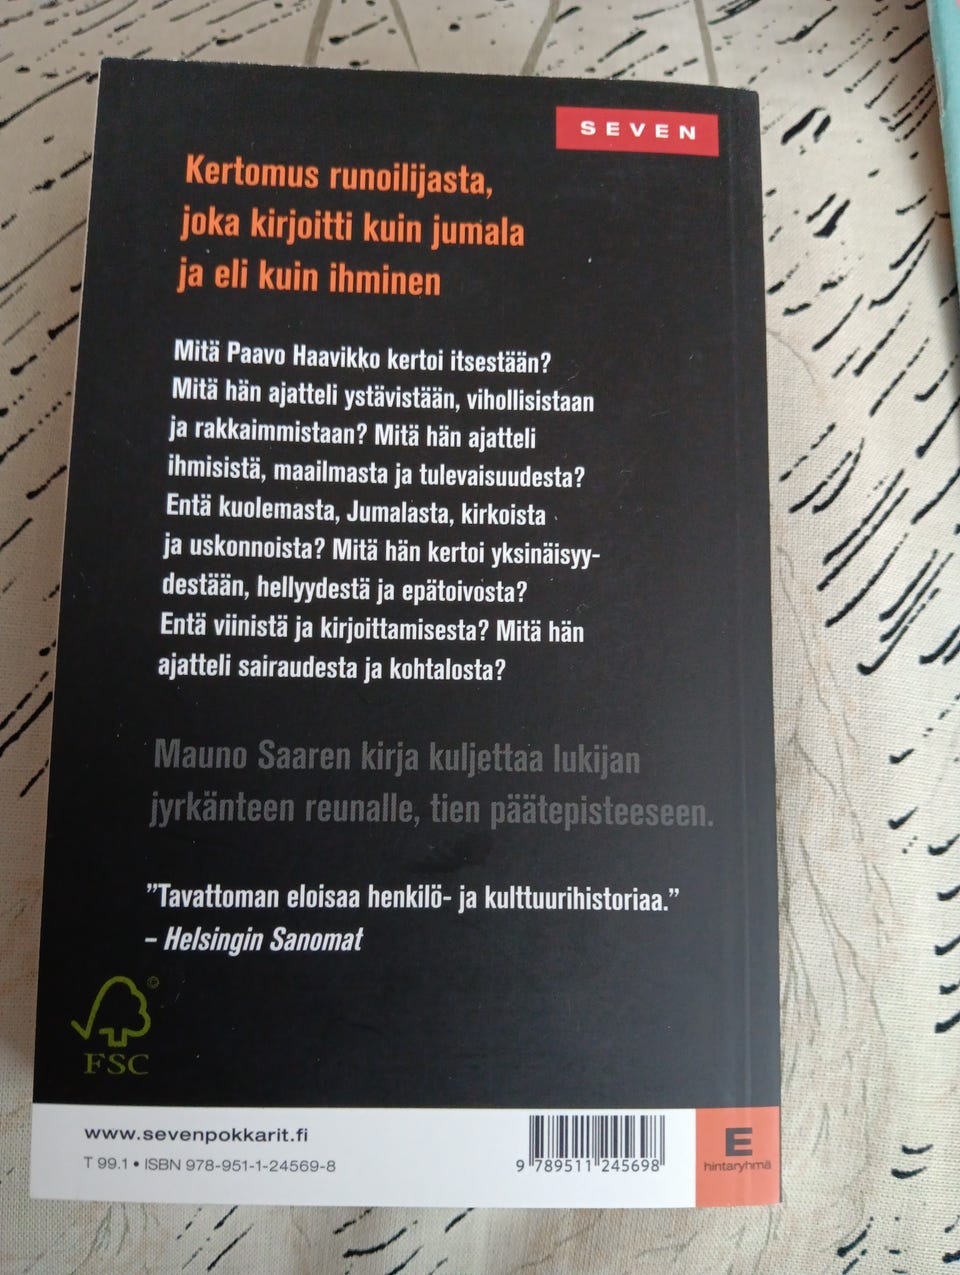 SEVEN
Kertomus runoilijasta,
joka kirjoitti kuin jumala
ja eli kuin ihminen
Mitä Paavo Haavikko kertoi itsestään?
Mitä hän ajatteli ystävistään, vihollisistaan
ja rakkaimmistaan? Mitä hän ajatteli
ihmisistä, maailmasta ja tulevaisuudesta?
Entä kuolemasta, Jumalasta, kirkoista
ja uskonnoista? Mitä hän kertoi yksinäisyy-
destään, hellyydestä ja epätoivosta?
Entä viinistä ja kirjoittamisesta? Mitä hän
ajatteli sairaudesta ja kohtalosta?
Mauno Saaren kirja kuljettaa lukijan
jyrkänteen reunalle, tien päätepisteeseen.
”Tavattoman eloisaa henkilö- ja kulttuurihistoriaa.”
– Helsingin Sanomat
©
FSC
www.sevenpokkarit.fi
T 99.1 • ISBN 978-951-1-24569-8
9 789511 245698
E
hintaryhmä